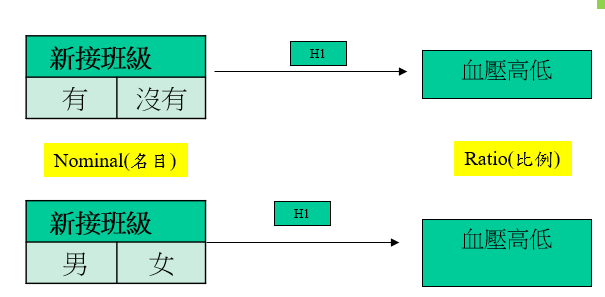 新接班級
有 沒有
H1
血壓高低
Nominal(名目)
Ratio(比例)
新接班級
男 女
H1
血壓高低